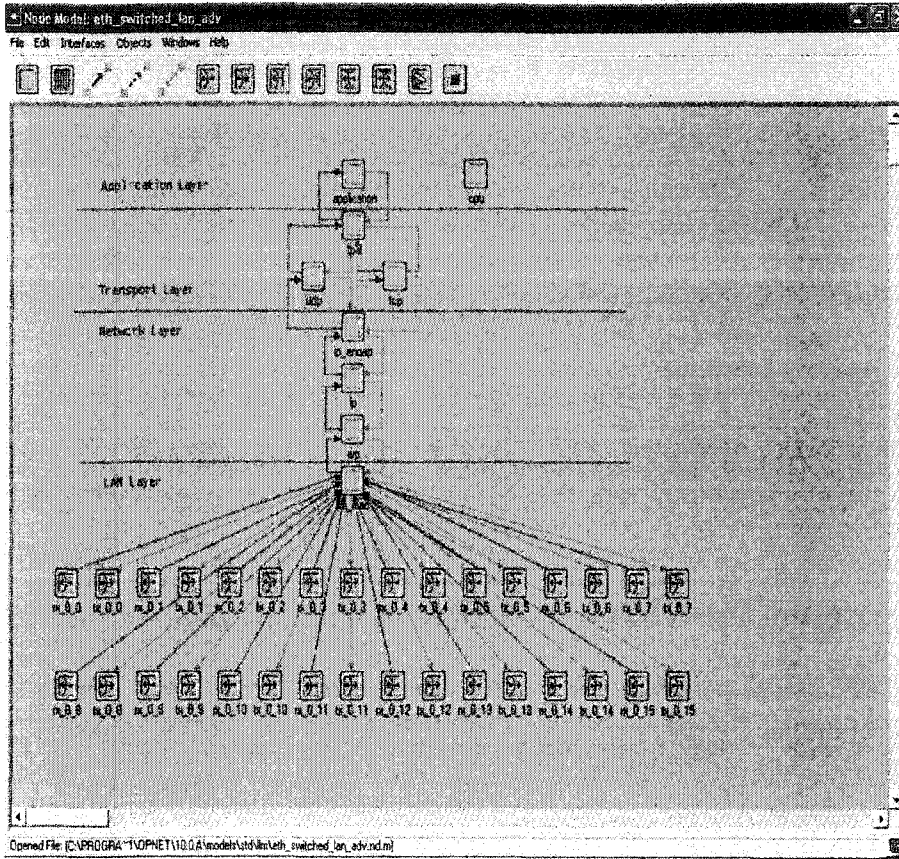 Node Model: eth_switched_lan_adv
File Edit Interfaces Objects Windows Help
Application Layer
application
cpu
tpal
Transport Layer
udp
tcp
Network Layer
ip_encap
ip
arp
LAN Layer
rx_0_0 tx_0_0 rx_0_1 tx_0_1 rx_0_2 tx_0_2 rx_0_3 tx_0_3 rx_0_4 tx_0_4 rx_0_5 tx_0_5 rx_0_6 tx_0_6 rx_0_7 tx_0_7
rx_0_8 tx_0_8 rx_0_9 tx_0_9 rx_0_10 tx_0_10 rx_0_11 tx_0_11 rx_0_12 tx_0_12 rx_0_13 tx_0_13 rx_0_14 tx_0_14 rx_0_15 tx_0_15
Opened File: (C:\PROGRA~1\OPNET\10.0.A\models\std\lan\eth_switched_lan_adv.nd.m)